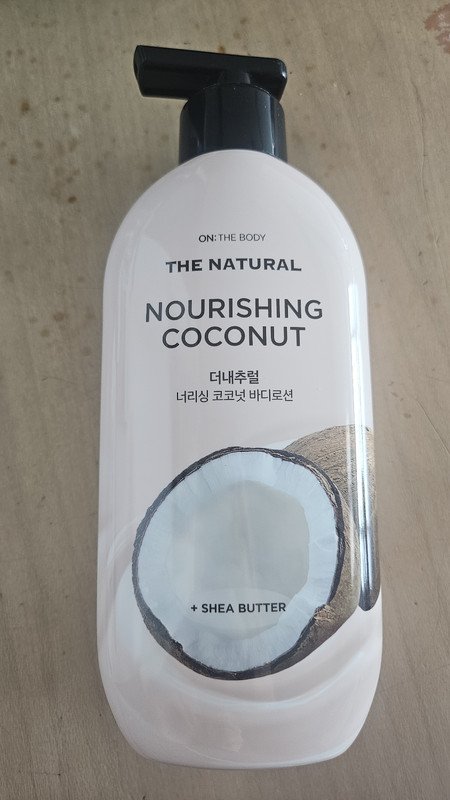 ON: THE BODY
THE NATURAL
NOURISHING
COCONUT
더내추럴
너리싱 코코넛 바디로션
+ SHEA BUTTER